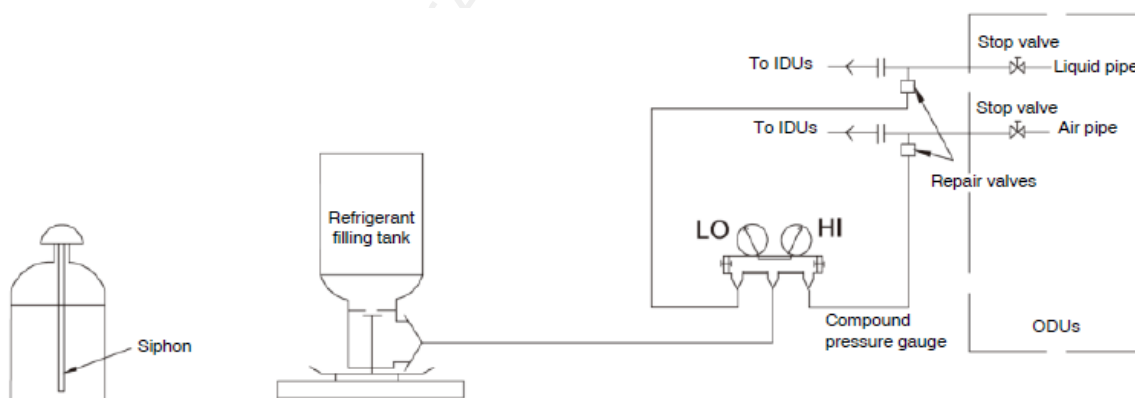 Stop valve
To IDUs
Liquid pipe
Stop valve
To IDUs
Air pipe
Repair valves
Refrigerant
filling tank
LO
HI
Siphon
Compound
pressure gauge
ODUs